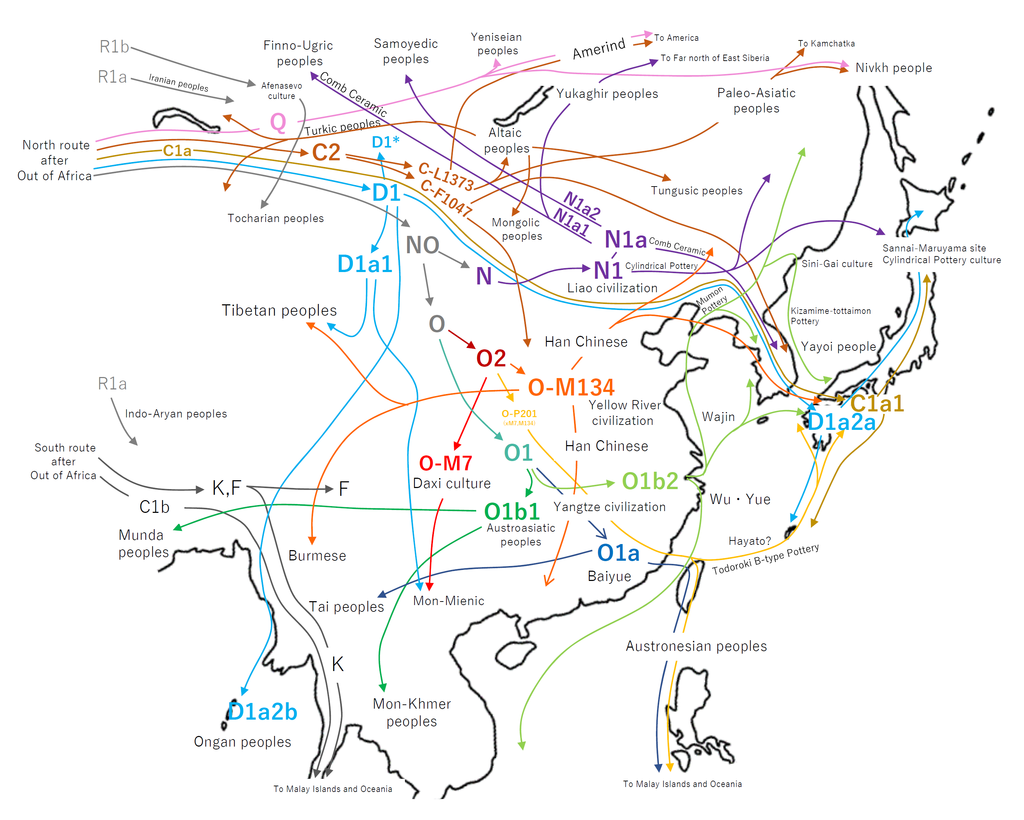 R1b
Finno-Ugric
peoples
Samoyedic
peoples
Yeniseian
peoples
Amerind
To America
To Kamchatka
To Far north of East Siberia
Nivkh people
R1a
Iranian peoples
Afenasevo
culture
Comb Ceramic
Yukaghir peoples
Paleo-Asiatic
peoples
Q
Turkic peoples
Altaic
peoples
North route
after
Out of Africa
C1a
C2
D1*
C-L1373
C-F1047
D1
Tungusic peoples
Tocharian peoples
Mongolic
peoples
N1a2
N1a1
NO
N1a
Comb Ceramic
Sannai-Maruyama site
Cylindrical Pottery culture
D1a1
N
N1
Cylindrical Pottery
Sini-Gai culture
Liao civilization
Mumon
Pottery
Tibetan peoples
O
Kizamime-tottaimon
Pottery
Han Chinese
Yayoi people
O2
R1a
O-M134
Indo-Aryan peoples
O-P201
(xM7,M134)
Yellow River
civilization
Wajin
C1a1
D1a2a
South route
after
Out of Africa
O1
Han Chinese
O-M7
Daxi culture
K,F
F
O1b2
C1b
O1b1
Yangtze civilization
Wu・Yue
Munda
peoples
Austroasiatic
peoples
Burmese
O1a
Hayato?
Todoroki B-type Pottery
Baiyue
Tai peoples
Mon-Mienic
Austronesian peoples
K
D1a2b
Mon-Khmer
peoples
Ongan peoples
To Malay Islands and Oceania
To Malay Islands and Oceania